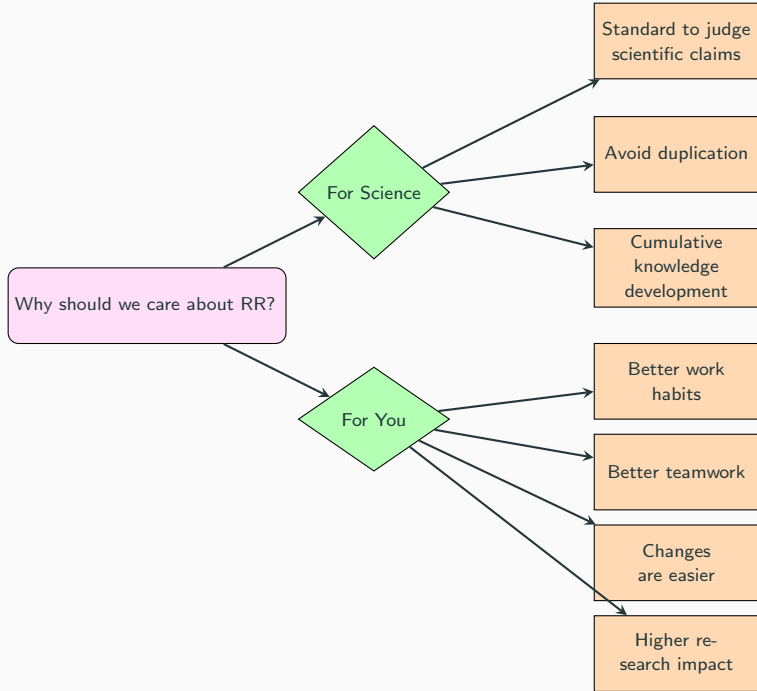 Why should we care about RR?
For Science
Standard to judge
scientific claims
Avoid duplication
Cumulative
knowledge
development
For You
Better work
habits
Better teamwork
Changes
are easier
Higher re-
search impact